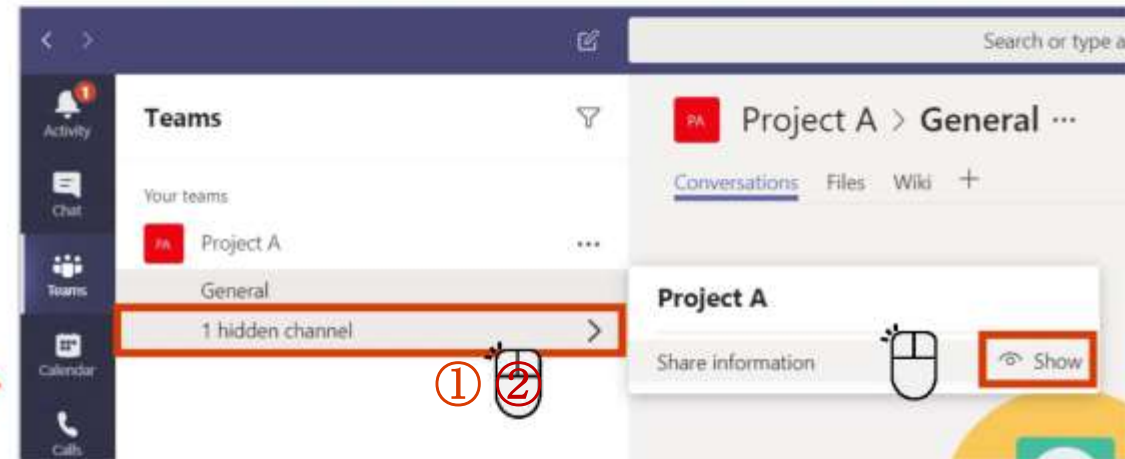 Search or type a
1
Activity
Teams
PA Project A > General ...
Conversations Files Wiki +
Chat
Your teams
PA Project A ...
Teams
General
1 hidden channel >
Project A
Share information Show
Calendar
① ②
Calls